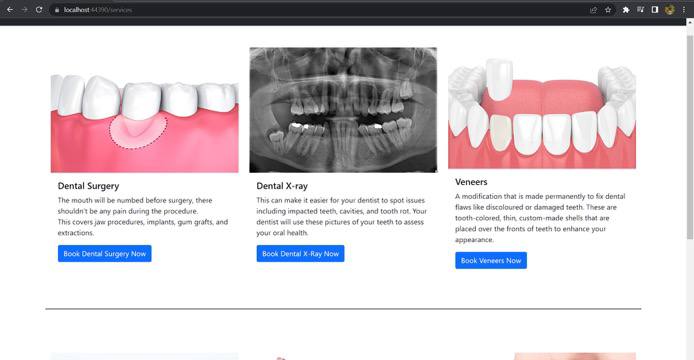 localhost:44390/services
Dental Surgery
The mouth will be numbed before surgery, there
shouldn't be any pain during the procedure.
This covers jaw procedures, implants, gum grafts, and
extractions.
Book Dental Surgery Now
Dental X-ray
This can make it easier for your dentist to spot issues
including impacted teeth, cavities, and tooth rot. Your
dentist will use these pictures of your teeth to assess
your oral health.
Book Dental X-Ray Now
Veneers
A modification that is made permanently to fix dental
flaws like discoloured or damaged teeth. These are
tooth-colored, thin, custom-made shells that are
placed over the fronts of teeth to enhance your
appearance.
Book Veneers Now